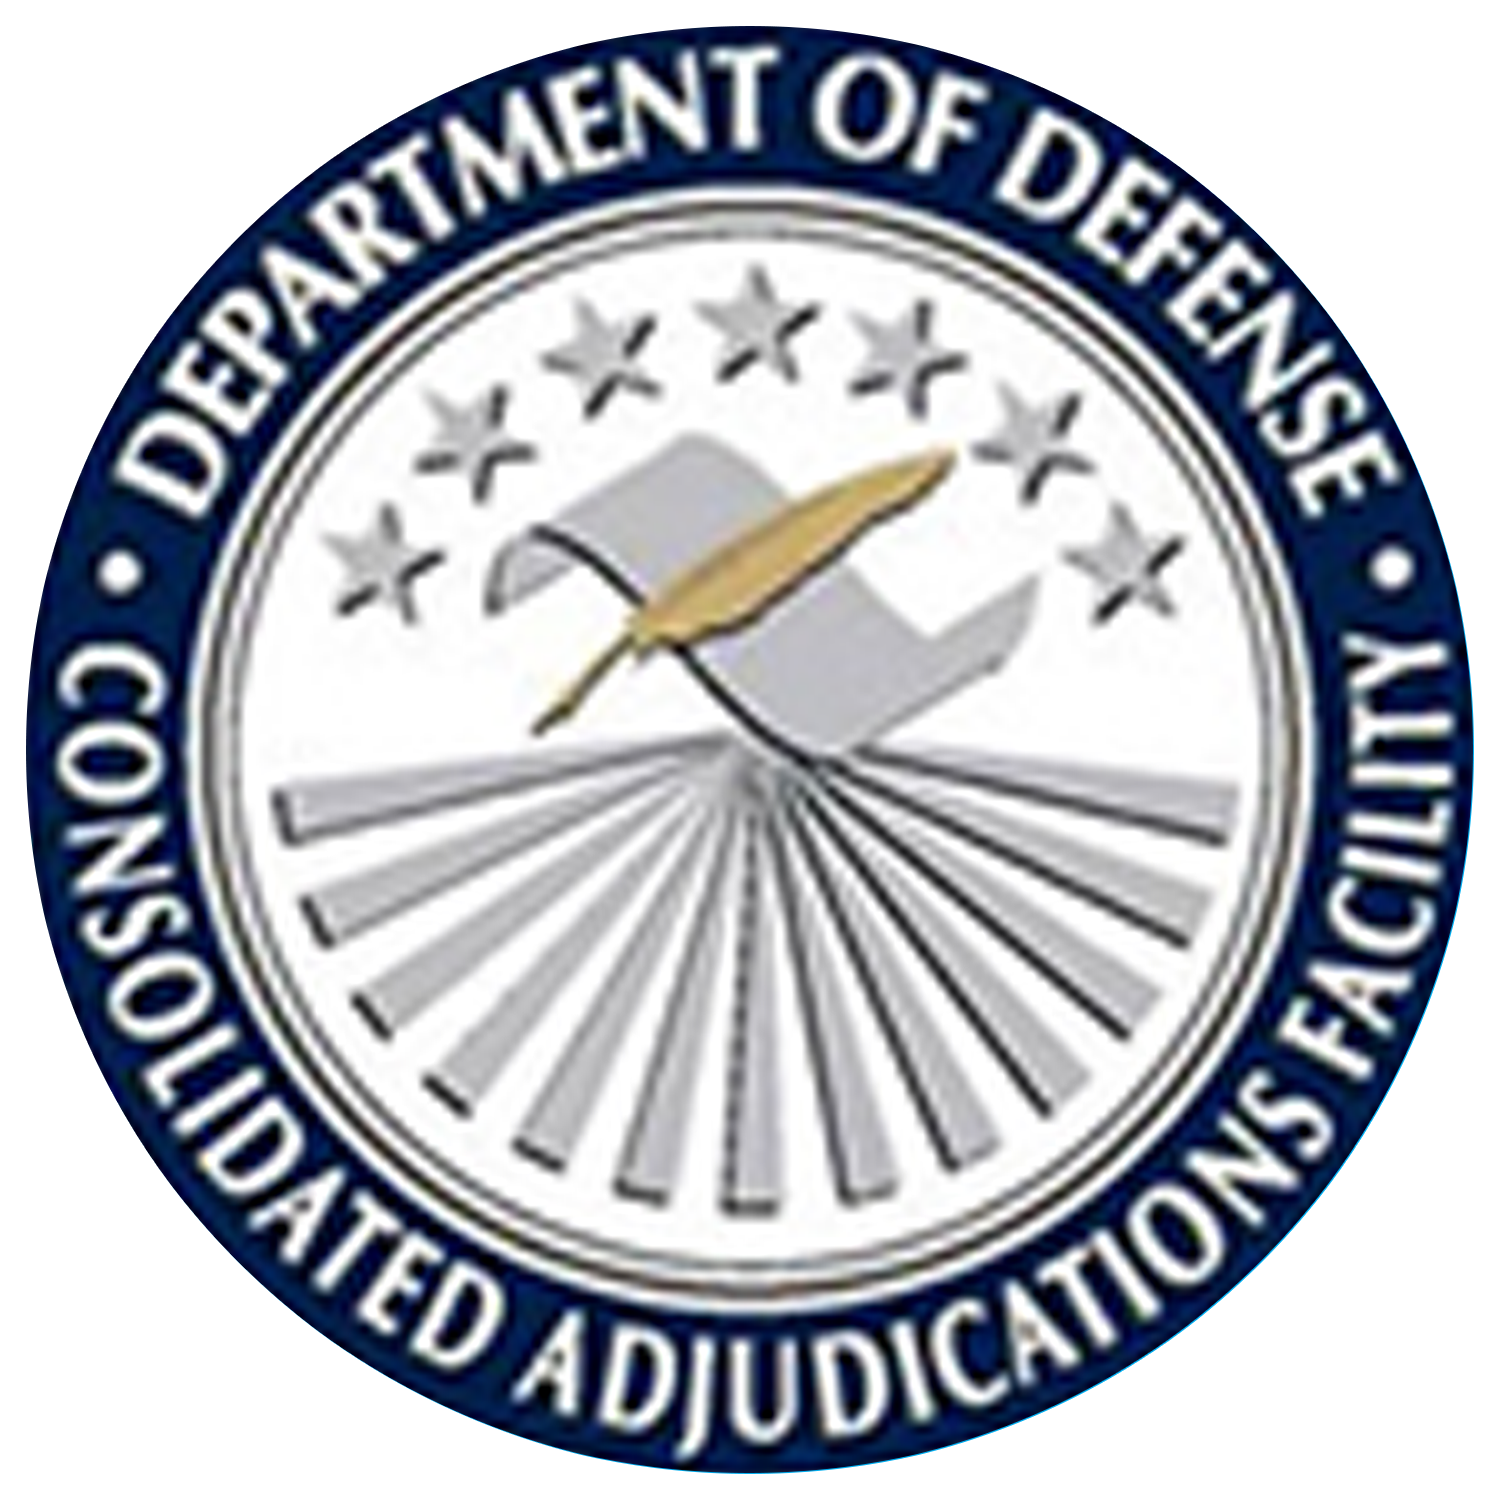 DEPARTMENT OF DEFENSE
CONSOLIDATED ADJUDICATIONS FACILITY